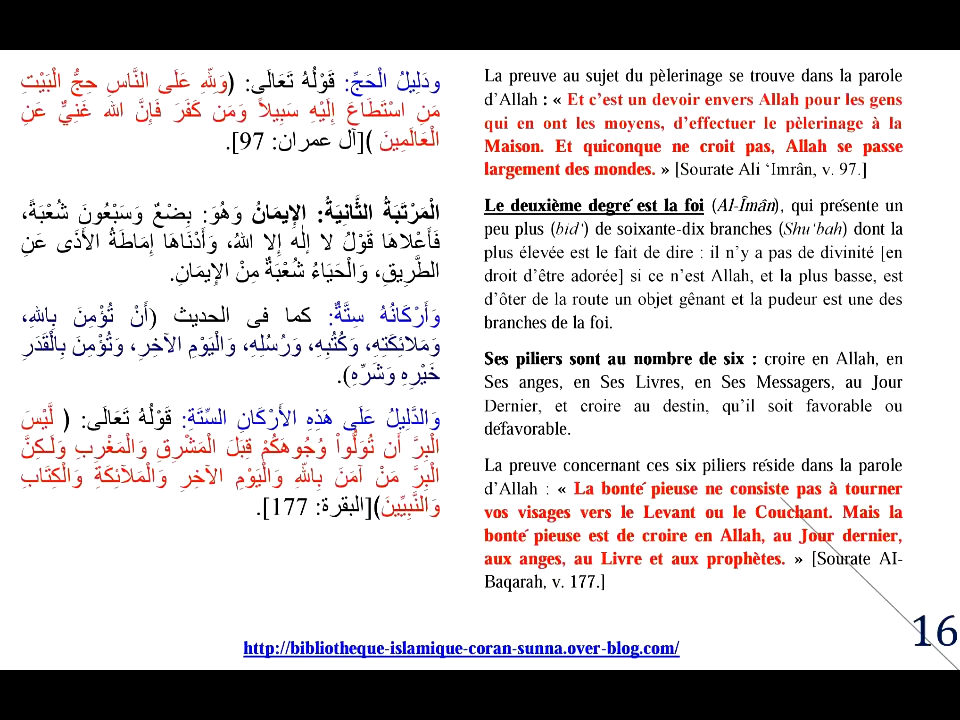 ودَلِيلُ الْحَجِّ: قَوْلُهُ تَعَالَى: (وَلِلّهِ عَلَى النَّاسِ حِجُّ الْبَيْتِ
مَنِ اسْتَطَاعَ إِلَيْهِ سَبِيلاً وَمَن كَفَرَ فَإِنَّ الله غَنِيٌّ عَنِ
الْعَالَمِينَ )[آل عمران: 97].
الْمَرْتَبَةُ الثَّانِيَةُ: الإِيمَانُ وَهُوَ: بِضْعٌ وَسَبْعُونَ شُعْبَةً،
فَأَعْلاهَا قَوْلُ لا إِلٰه إِلا اللهُ، وَأَدْنَاهَا إِمَاطَةُ الأَذَى عَنِ
الطَّرِيقِ، وَالْحَيَاءُ شُعْبَةٌ مِنْ الإِيمَانِ.
وَأَرْكَانُهُ سِتَّةٌ: كما فى الحديث (أَنْ تُؤْمِنَ بِاللهِ،
وَمَلائِكَتِهِ، وَكُتُبِهِ، وَرُسُلِهِ، وَالْيَوْمِ الآخِرِ، وَتُؤْمِنَ بِالْقَدَرِ
خَيْرِهِ وَشَرِّهِ).
وَالدَّلِيلُ عَلَى هَذِهِ الأَرْكَانِ السِّتَّةِ: قَوْلُهُ تَعَالَى: ( لَّيْسَ
الْبِرَّ أَن تُوَلُّواْ وُجُوهَكُمْ قِبَلَ الْمَشْرِقِ وَالْمَغْرِبِ وَلَـكِنَّ
الْبِرَّ مَنْ آمَنَ بِاللهِ وَالْيَوْمِ الآخِرِ وَالْمَلآئِكَةِ وَالْكِتَابِ
وَالنَّبِيِّينَ)[البقرة: 177].
La preuve au sujet du pèlerinage se trouve dans la parole
d'Allah : « Et c'est un devoir envers Allah pour les gens
qui en ont les moyens, d'effectuer le pèlerinage à la
Maison. Et quiconque ne croit pas, Allah se passe
largement des mondes. » [Sourate Ali 'Imrân, v. 97.]
Le deuxième degré est la foi (Al-Īmân), qui présente un
peu plus (bid') de soixante-dix branches (Shu'bah) dont la
plus élevée est le fait de dire : il n'y a pas de divinité [en
droit d'être adorée] si ce n'est Allah, et la plus basse, est
d'ôter de la route un objet gênant et la pudeur est une des
branches de la foi.
Ses piliers sont au nombre de six : croire en Allah, en
Ses anges, en Ses Livres, en Ses Messagers, au Jour
Dernier, et croire au destin, qu'il soit favorable ou
défavorable.
La preuve concernant ces six piliers réside dans la parole
d'Allah : « La bonté pieuse ne consiste pas à tourner
vos visages vers le Levant ou le Couchant. Mais la
bonté pieuse est de croire en Allah, au Jour dernier,
aux anges, au Livre et aux prophètes. » [Sourate Al-
Baqarah, v. 177.]
http://bibliotheque-islamique-coran-sunna.over-blog.com/
16